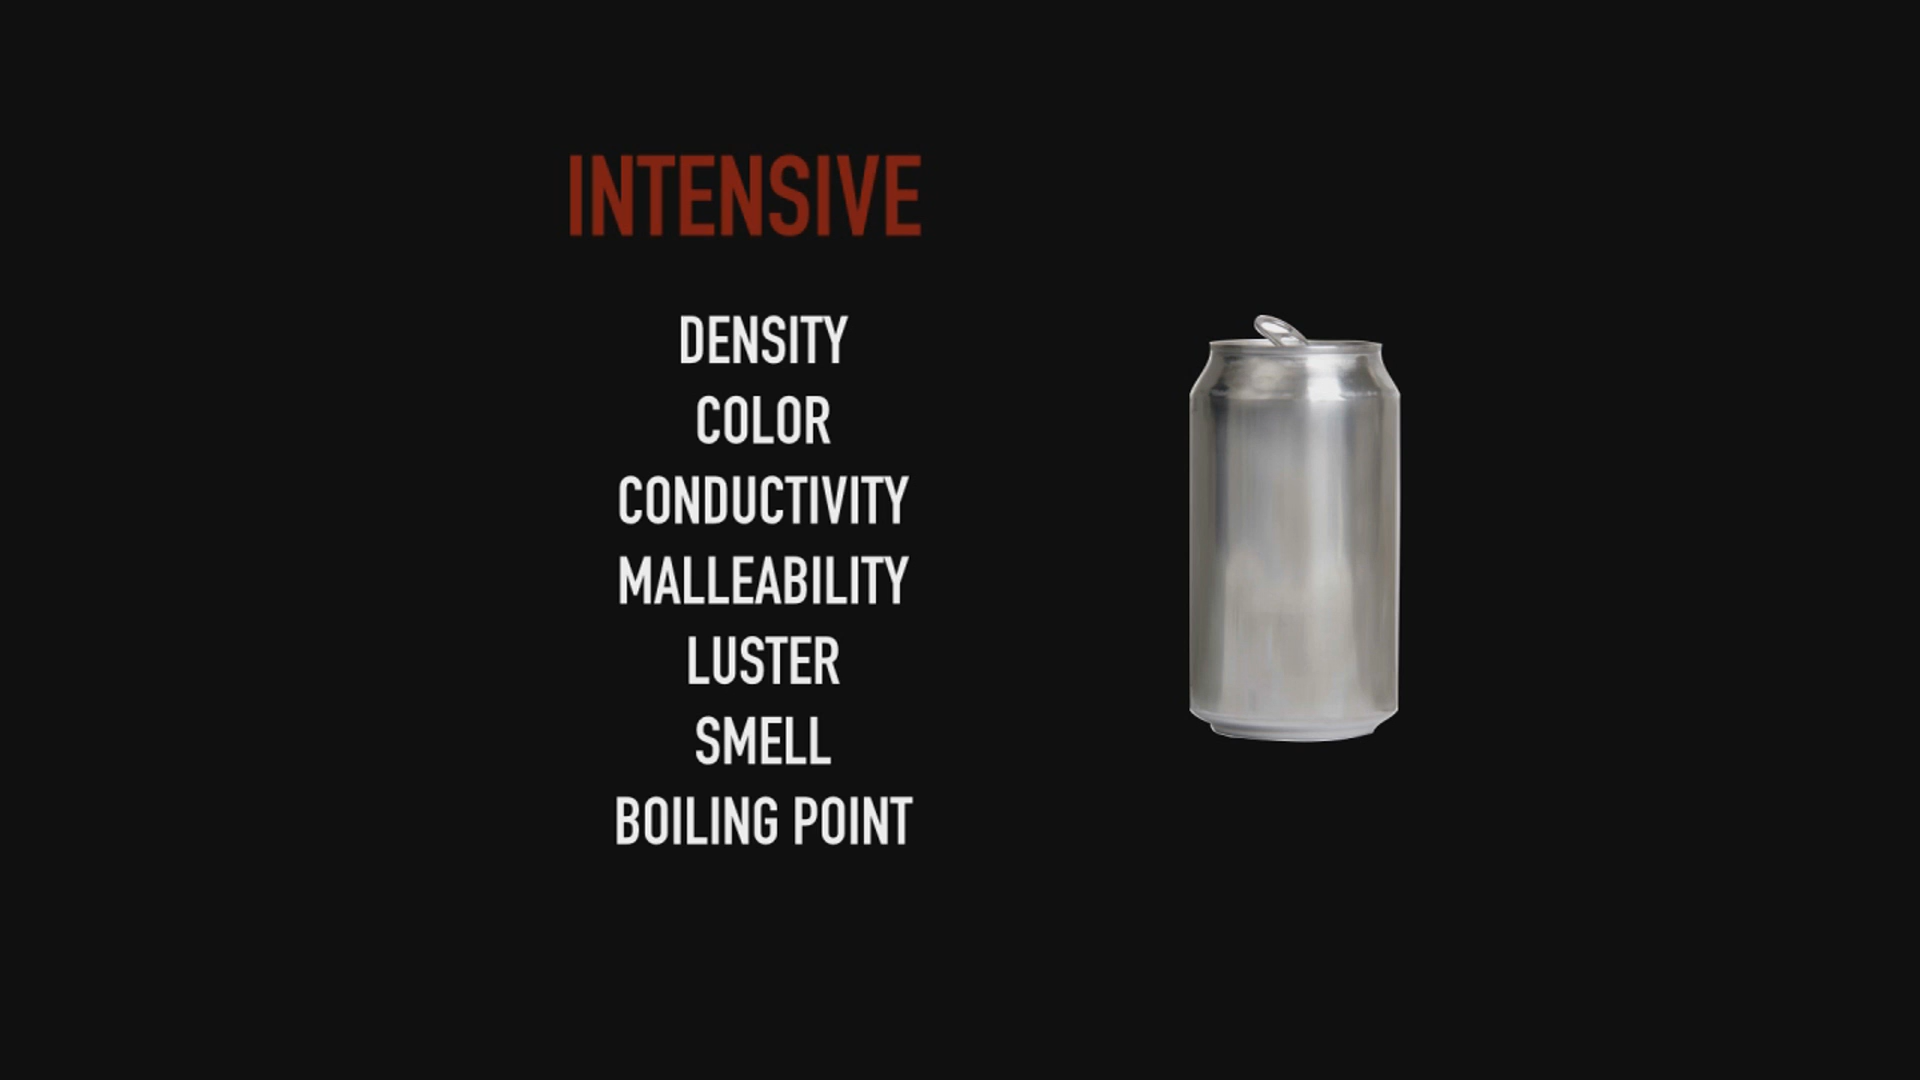 INTENSIVE
DENSITY
COLOR
CONDUCTIVITY
MALLEABILITY
LUSTER
SMELL
BOILING POINT